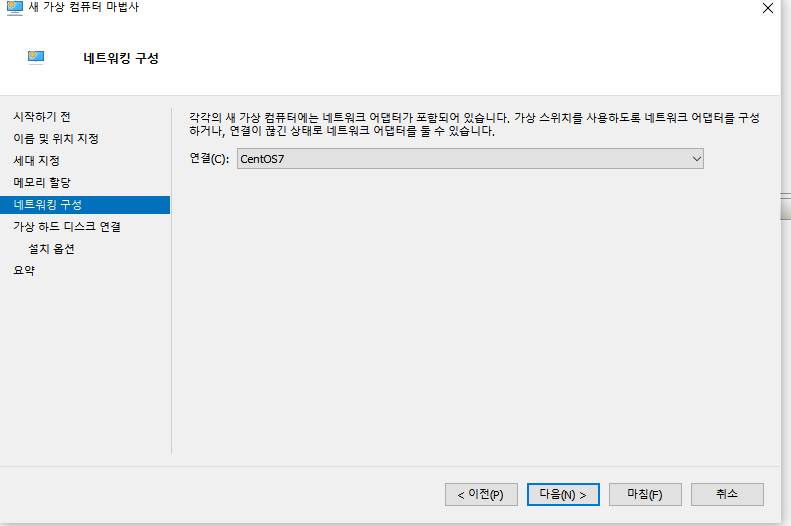 새 가상 컴퓨터 마법사
네트워킹 구성
시작하기 전
이름 및 위치 지정
세대 지정
메모리 할당
네트워킹 구성
가상 하드 디스크 연결
설치 옵션
요약
각각의 새 가상 컴퓨터에는 네트워크 어댑터가 포함되어 있습니다. 가상 스위치를 사용하도록 네트워크 어댑터를 구성
하거나, 연결이 끊긴 상태로 네트워크 어댑터를 둘 수 있습니다.
연결(C): CentOS7
< 이전(P) 다음(N) > 마침(F) 취소